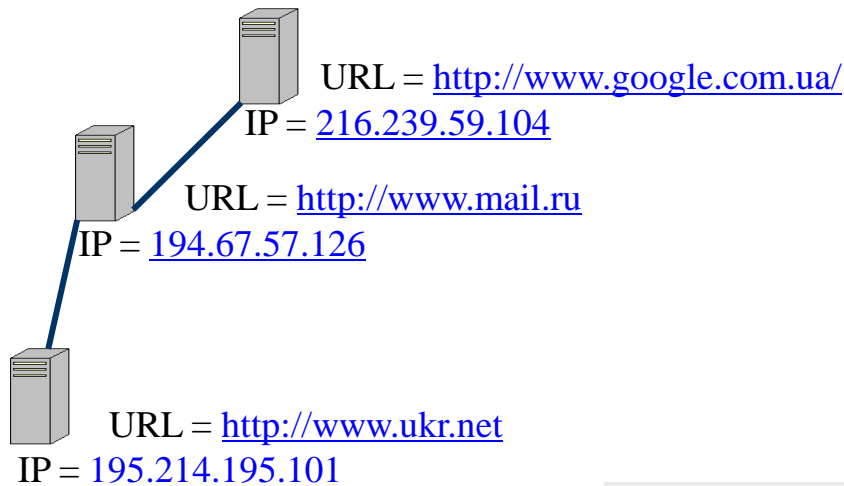 URL = http://www.google.com.ua/
IP = 216.239.59.104
URL = http://www.mail.ru
IP = 194.67.57.126
URL = http://www.ukr.net
IP = 195.214.195.101